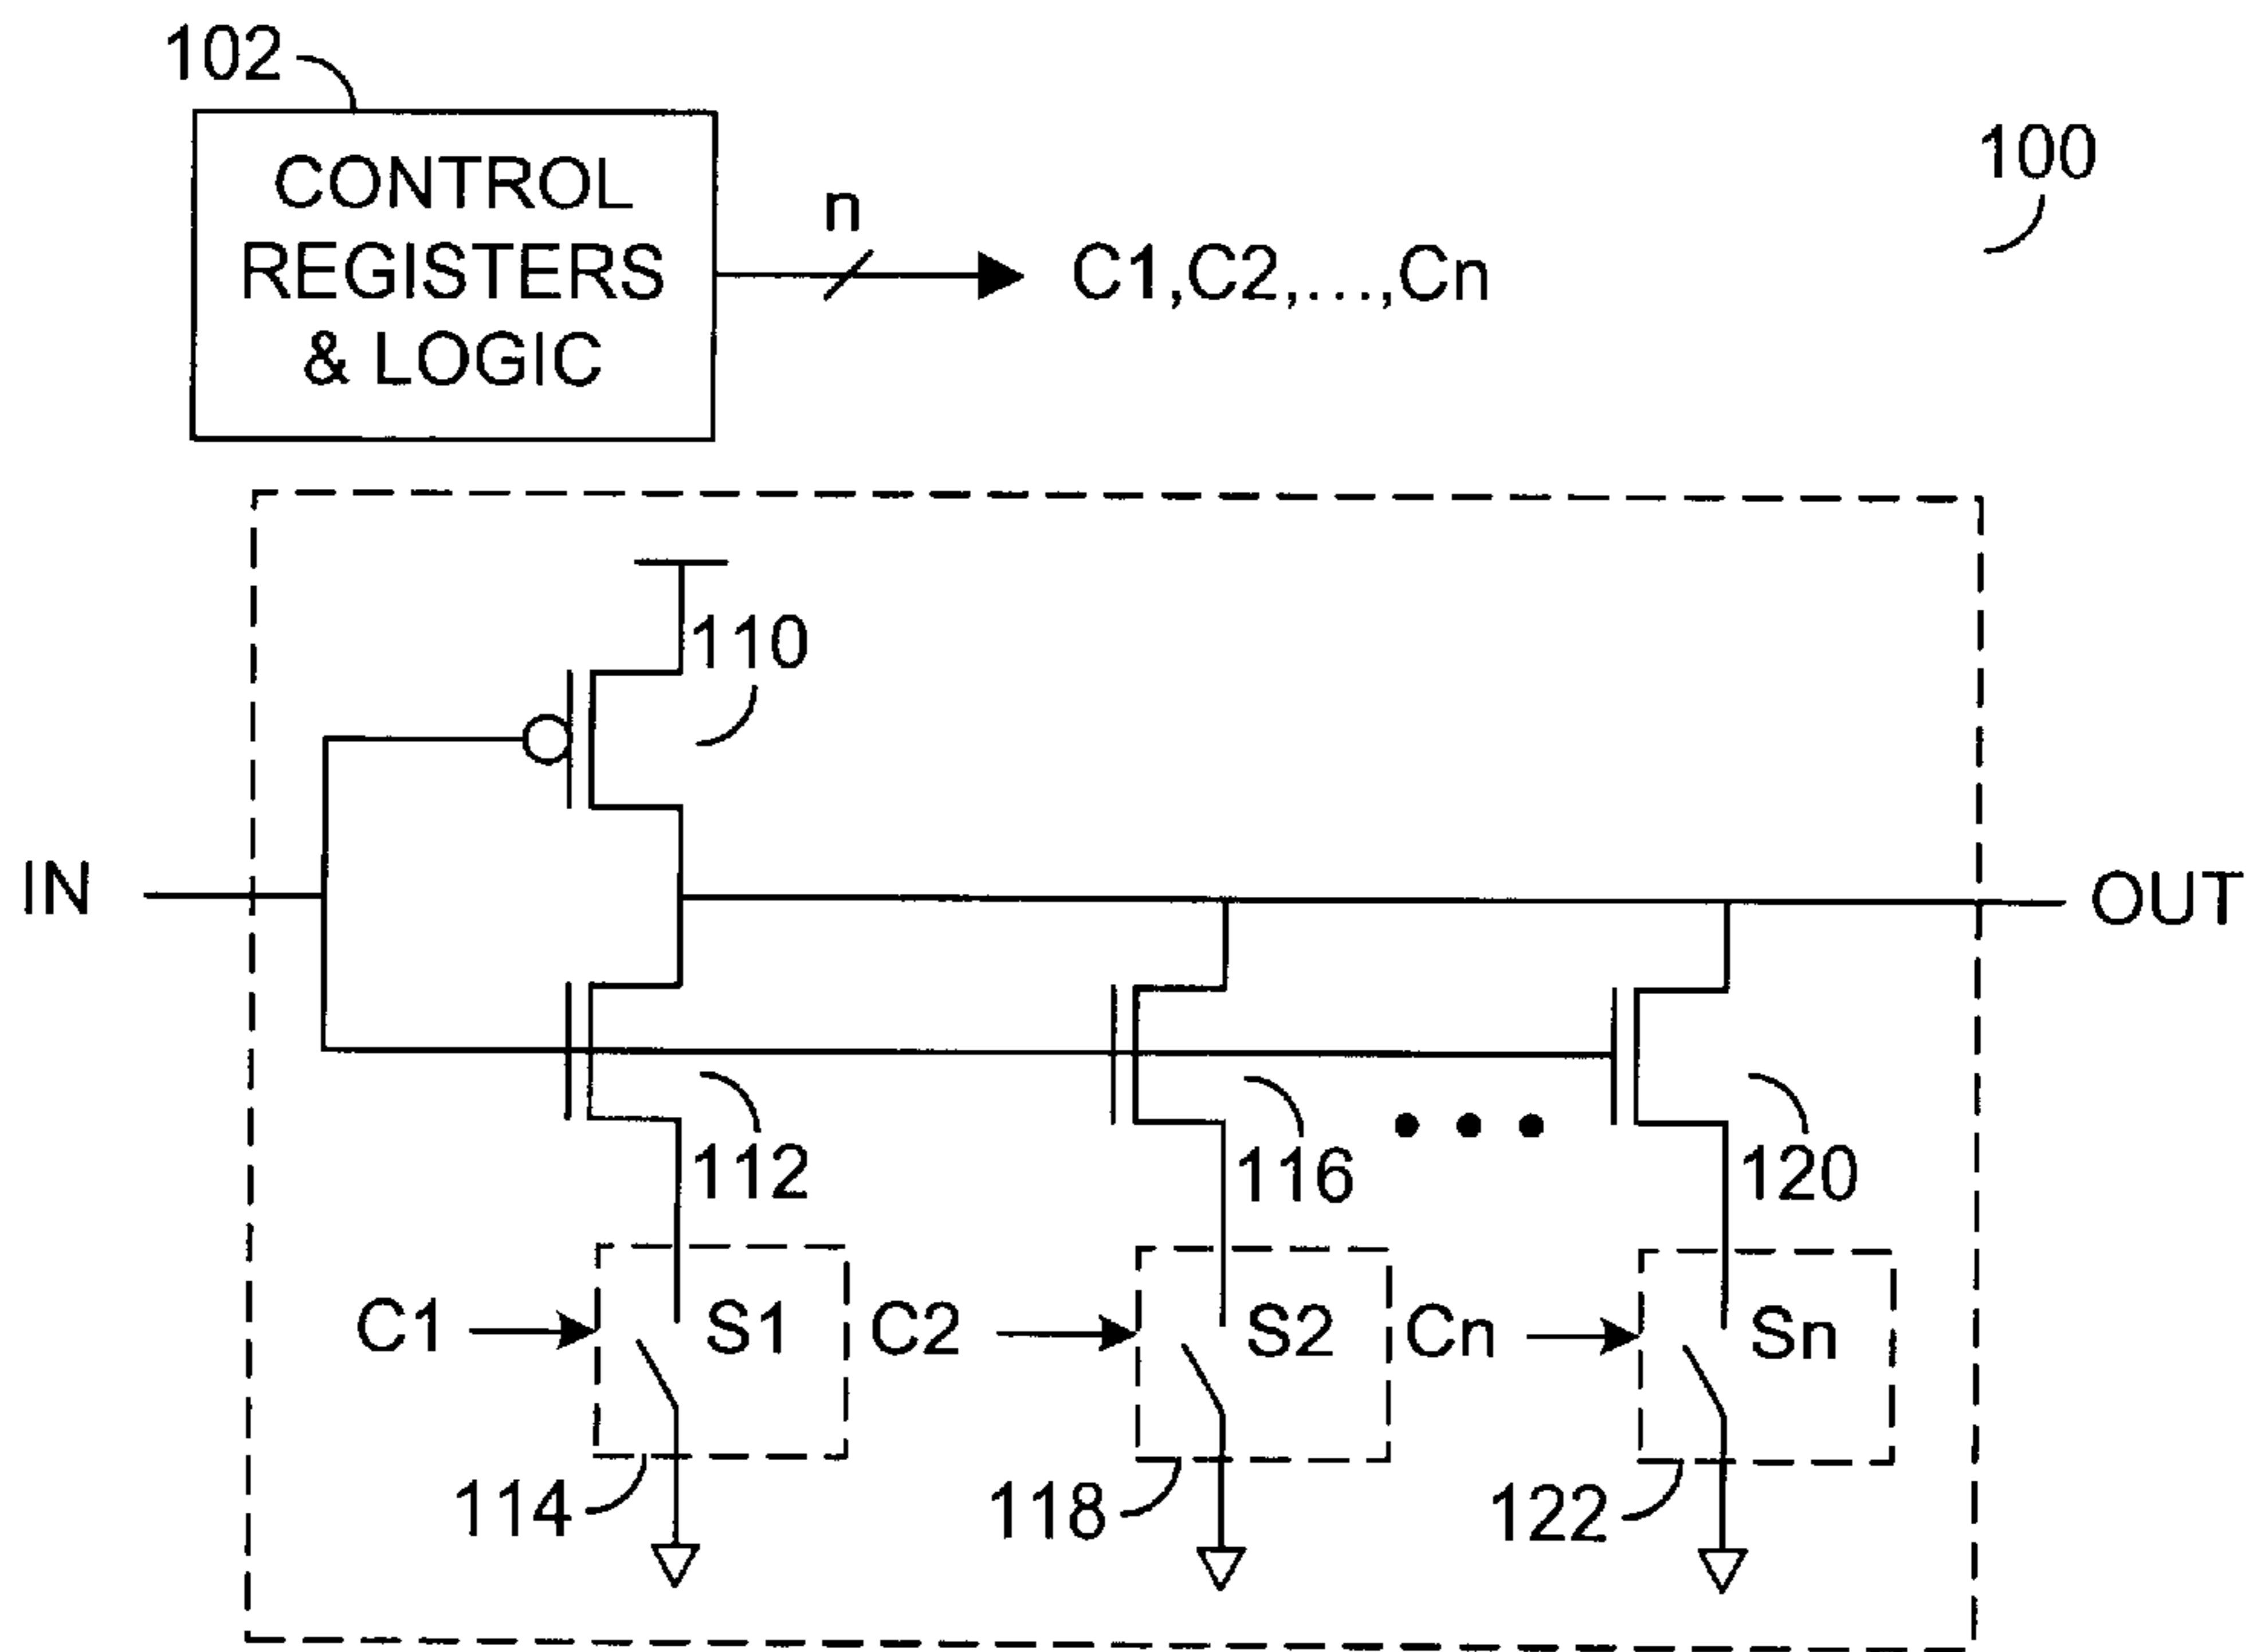 102
CONTROL
REGISTERS
& LOGIC
n
C1,C2,...,Cn
100
110
IN
OUT
112
116
120
C1
S1
C2
S2
Cn
Sn
114
118
122